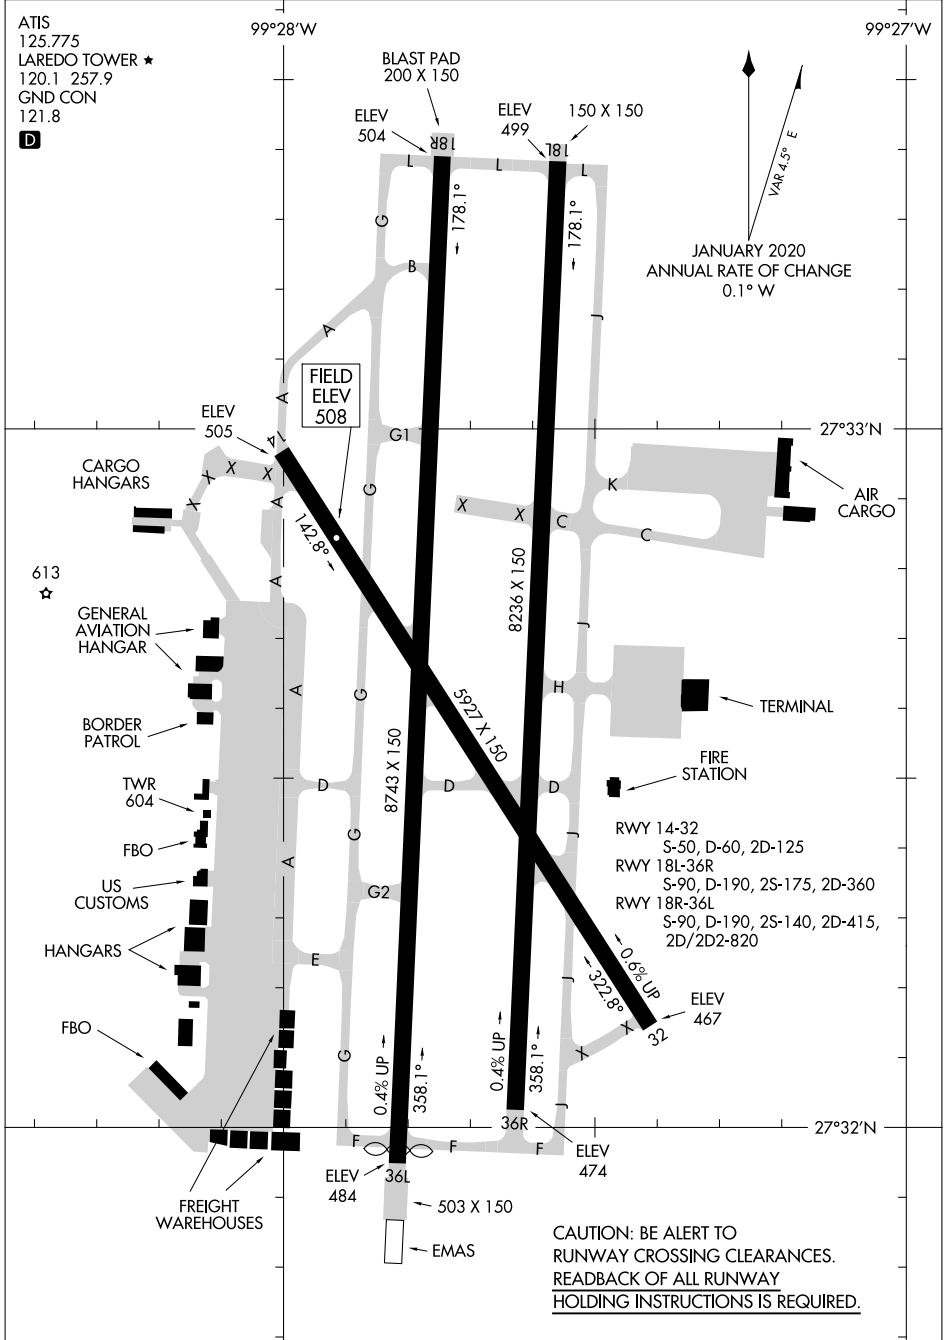 ATIS
125.775
LAREDO TOWER ★
120.1 257.9
GND CON
121.8
D
99°28'W
99°27'W
BLAST PAD
200 X 150
ELEV
504
ELEV
499
150 X 150
18R
18L
L
L
L
VAR 4.5° E
JANUARY 2020
ANNUAL RATE OF CHANGE
0.1° W
178.1°
178.1°
G
B
A
J
A
FIELD
ELEV
508
ELEV
505
14
G1
27°33'N
CARGO
HANGARS
X
X
X
X
A
G
X
X
K
C
C
AIR
CARGO
142.8°
613
A
8236 X 150
J
GENERAL
AVIATION
HANGAR
A
G
H
5927 X 150
TERMINAL
BORDER
PATROL
8743 X 150
TWR
604
D
D
D
FIRE
STATION
FBO
G
J
A
RWY 14-32
S-50, D-60, 2D-125
RWY 18L-36R
S-90, D-190, 2S-175, 2D-360
RWY 18R-36L
S-90, D-190, 2S-140, 2D-415,
2D/2D2-820
US
CUSTOMS
G2
HANGARS
E
J
0.6% UP
322.8°
ELEV
467
32
X
X
FBO
G
0.4% UP
358.1°
0.4% UP
358.1°
J
36R
27°32'N
F
F
F
ELEV
474
ELEV
484
36L
503 X 150
FREIGHT
WAREHOUSES
EMAS
CAUTION: BE ALERT TO
RUNWAY CROSSING CLEARANCES.
READBACK OF ALL RUNWAY
HOLDING INSTRUCTIONS IS REQUIRED.